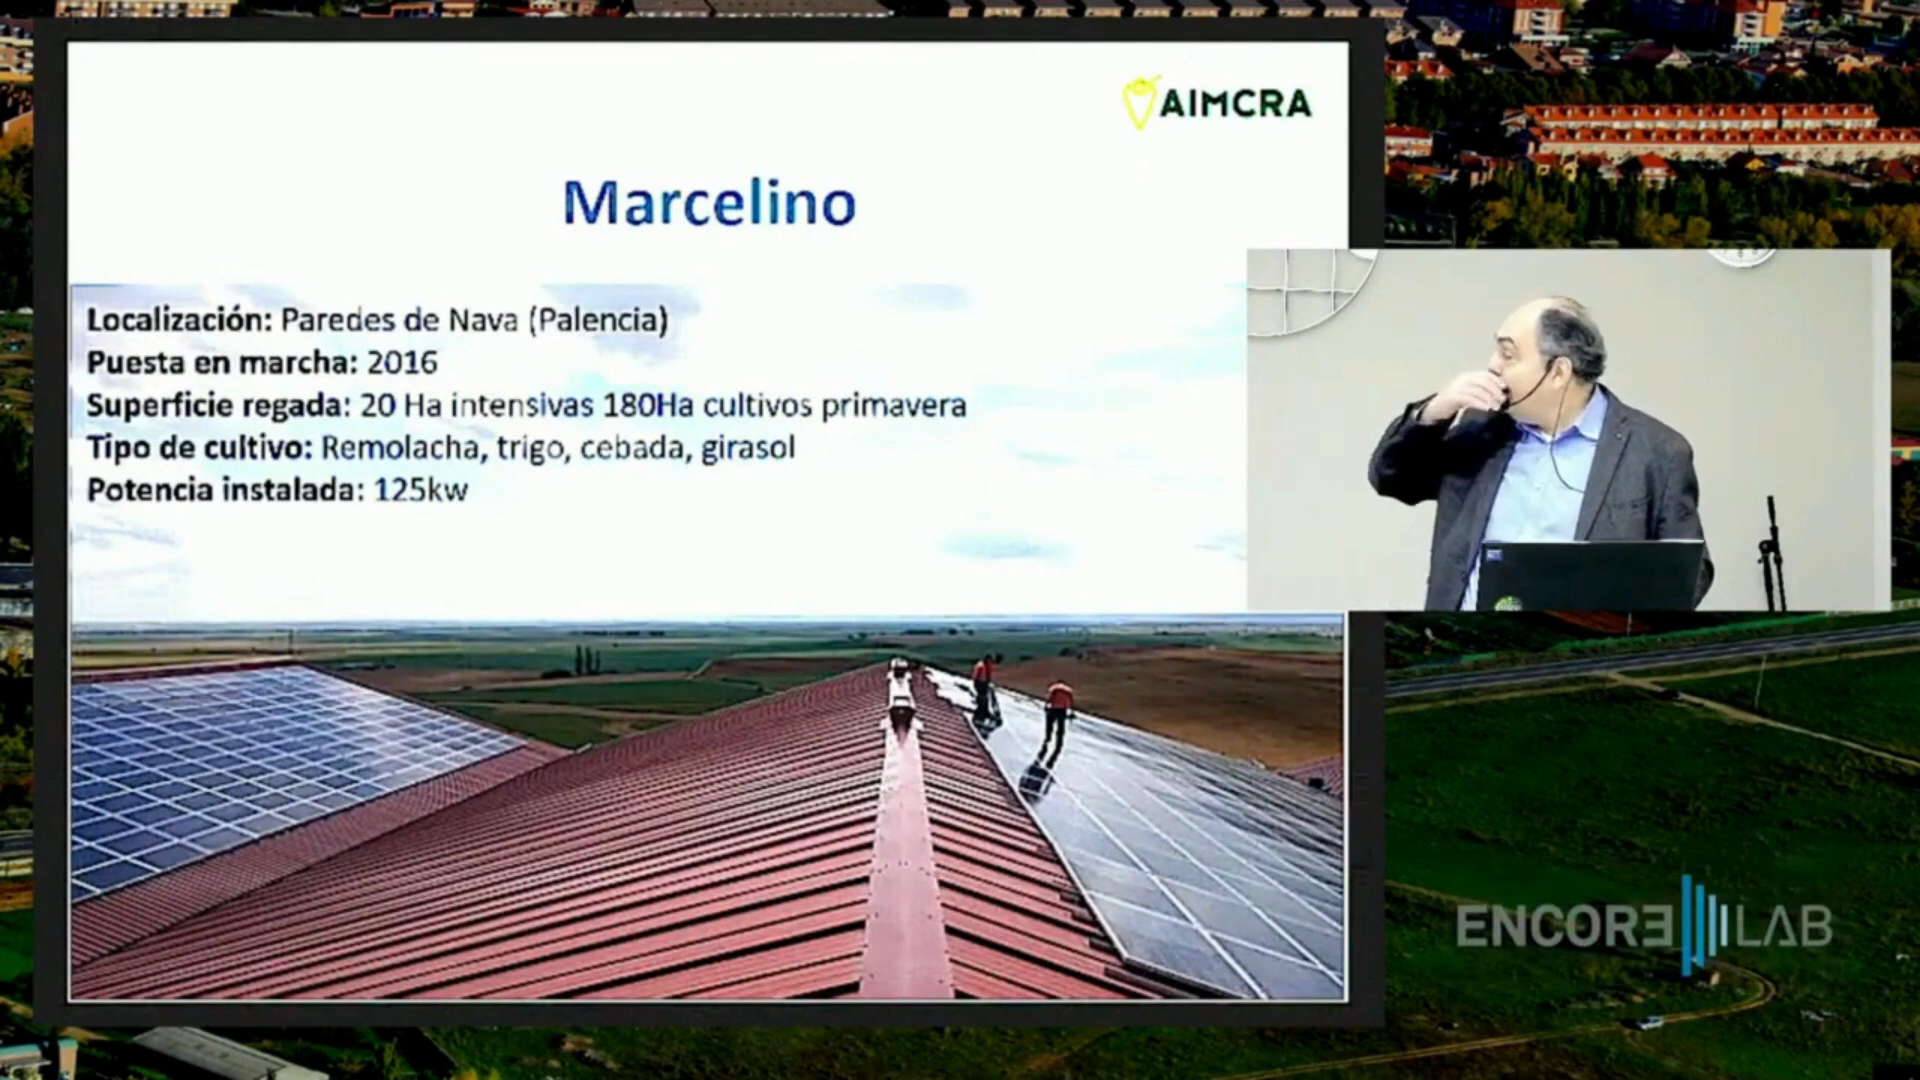 AIMCRA
Marcelino
Localización: Paredes de Nava (Palencia)
Puesta en marcha: 2016
Superficie regada: 20 Ha intensivas 180Ha cultivos primavera
Tipo de cultivo: Remolacha, trigo, cebada, girasol
Potencia instalada: 125kw
ENCORE LAB